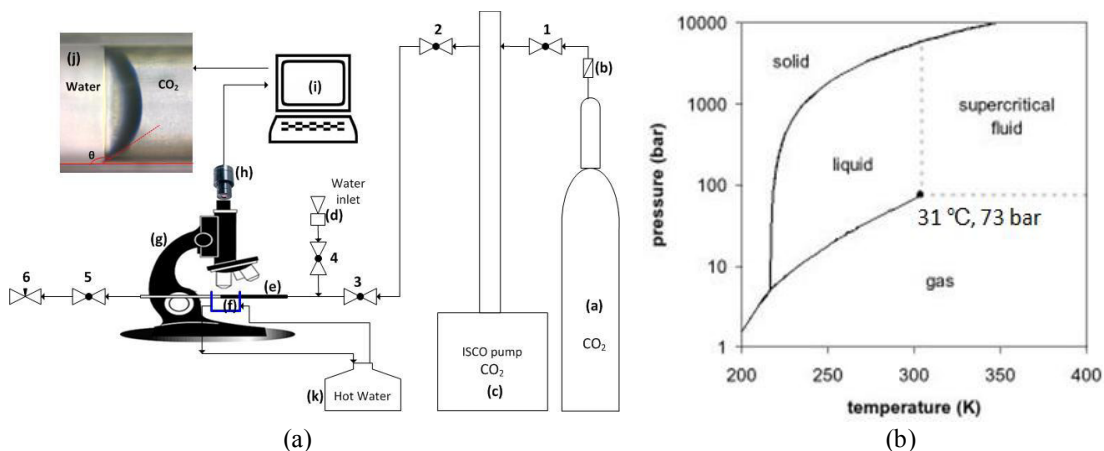 (j)
Water
CO₂
θ
(i)
(h)
Water
inlet
(d)
4
(g)
6
5
(e)
(f)
3
(k)
Hot Water
2
1
(b)
ISCO pump
CO₂
(c)
(a)
CO₂
(a)
pressure (bar)
10000
1000
100
10
1
solid
liquid
supercritical
fluid
31 ℃, 73 bar
gas
200 250 300 350 400
temperature (K)
(b)